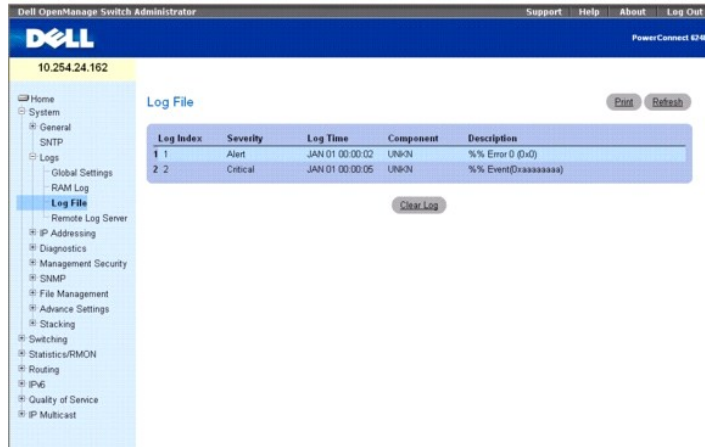 Dell OpenManage Switch Administrator
Support Help About Log Out
DELL
PowerConnect
10.254.24.162
Home
System
General
SNTP
Logs
Global Settings
RAM Log
Log File
Remote Log Server
IP Addressing
Diagnostics
Management Security
SNMP
File Management
Advance Settings
Stacking
Switching
Statistics/RMON
Routing
IPv6
Quality of Service
IP Multicast
Log File
Print Refresh
Log Index Severity Log Time Component Description
1 1 Alert JAN 01 00:00:02 UNKN %% Error 0 (0x0)
2 2 Critical JAN 01 00:00:05 UNKN %% Event(0xaaaaaaaa)
Clear Log